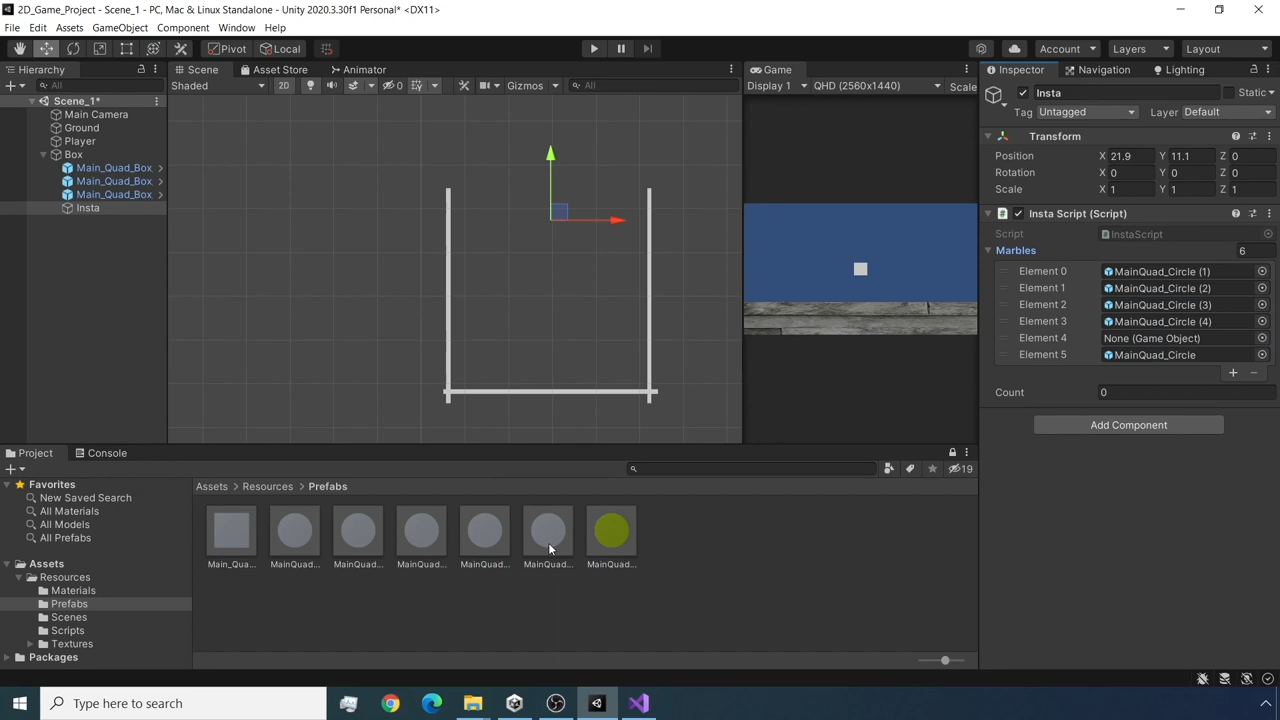 2D_Game_Project - Scene_1 - PC, Mac & Linux Standalone - Unity 2020.3.30f1 Personal* <DX11>
File Edit Assets GameObject Component Window Help
Pivot Local Account Layers Layout
Hierarchy Scene Asset Store Animator Game Inspector Navigation Lighting
All Shaded 2D 0 Gizmos All Display 1 QHD (2560x1440) Scale
Insta Static
Tag Untagged Layer Default
Scene_1*
Main Camera
Ground
Player
Box
Main_Quad_Box
Main_Quad_Box
Main_Quad_Box
Insta
Transform
Position X 21.9 Y 11.1 Z 0
Rotation X 0 Y 0 Z 0
Scale X 1 Y 1 Z 1
Insta Script (Script)
Script InstaScript
Marbles 6
Element 0 MainQuad_Circle (1)
Element 1 MainQuad_Circle (2)
Element 2 MainQuad_Circle (3)
Element 3 MainQuad_Circle (4)
Element 4 None (Game Object)
Element 5 MainQuad_Circle
Count 0
Add Component
Project Console
19
Favorites
New Saved Search
All Materials
All Models
All Prefabs
Assets
Resources
Materials
Prefabs
Scenes
Scripts
Textures
Packages
Assets Resources Prefabs
Main_Qua... MainQuad... MainQuad... MainQuad... MainQuad... MainQuad... MainQuad...
Type here to search